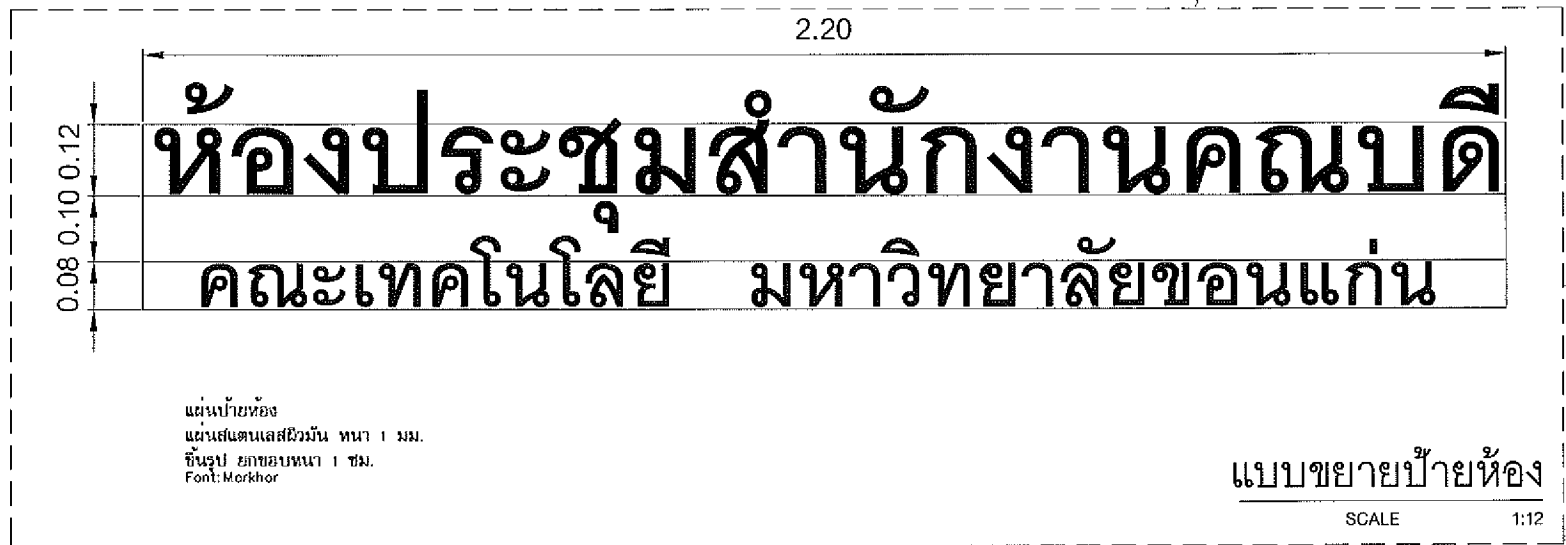 2.20
ห้องประชุมสำนักงานคณบดี
0.12
0.10
0.08
คณะเทคโนโลยี มหาวิทยาลัยขอนแก่น
แผ่นป้ายห้อง
แผ่นสแตนเลสผิวมัน หนา 1 มม.
ขึ้นรูป ยกขอบหนา 1 ซม.
Font: Morkhor
แบบขยายป้ายห้อง
SCALE 1:12